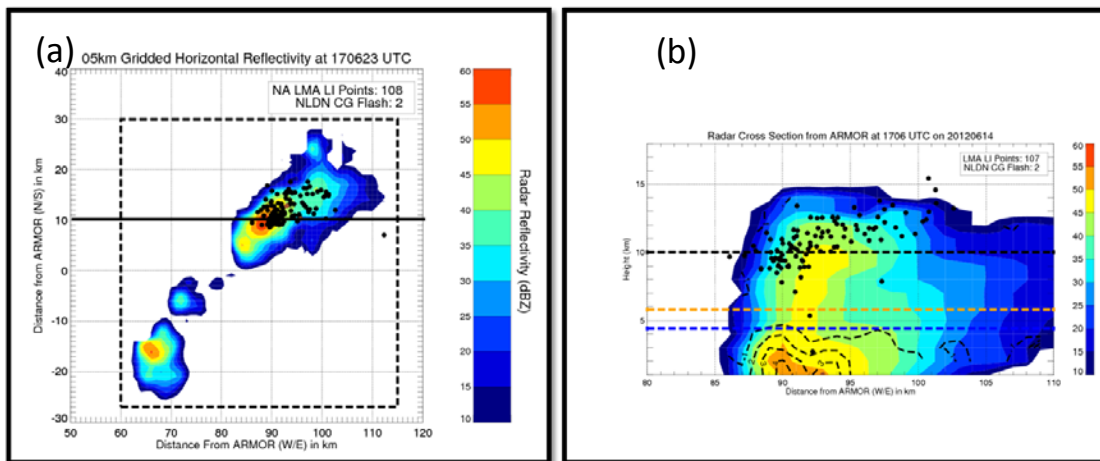 (a)
05km Gridded Horizontal Reflectivity at 170623 UTC
NA LMA LI Points: 108
NLDN CG Flash: 2
40
30
20
10
0
-10
-20
-30
50 60 70 80 90 100 110 120
Distance from ARMOR (N/S) in km
Distance From ARMOR (W/E) in km
60
55
50
45
40
35
30
25
20
15
10
Radar Reflectivity (dBZ)
(b)
Radar Cross Section from ARMOR at 1706 UTC on 20120614
LMA LI Points: 107
NLDN CG Flash: 2
15
10
5
80 85 90 95 100 105 110
Height (km)
Distance from ARMOR (W/E) in km
60
55
50
45
40
35
30
25
20
15
10